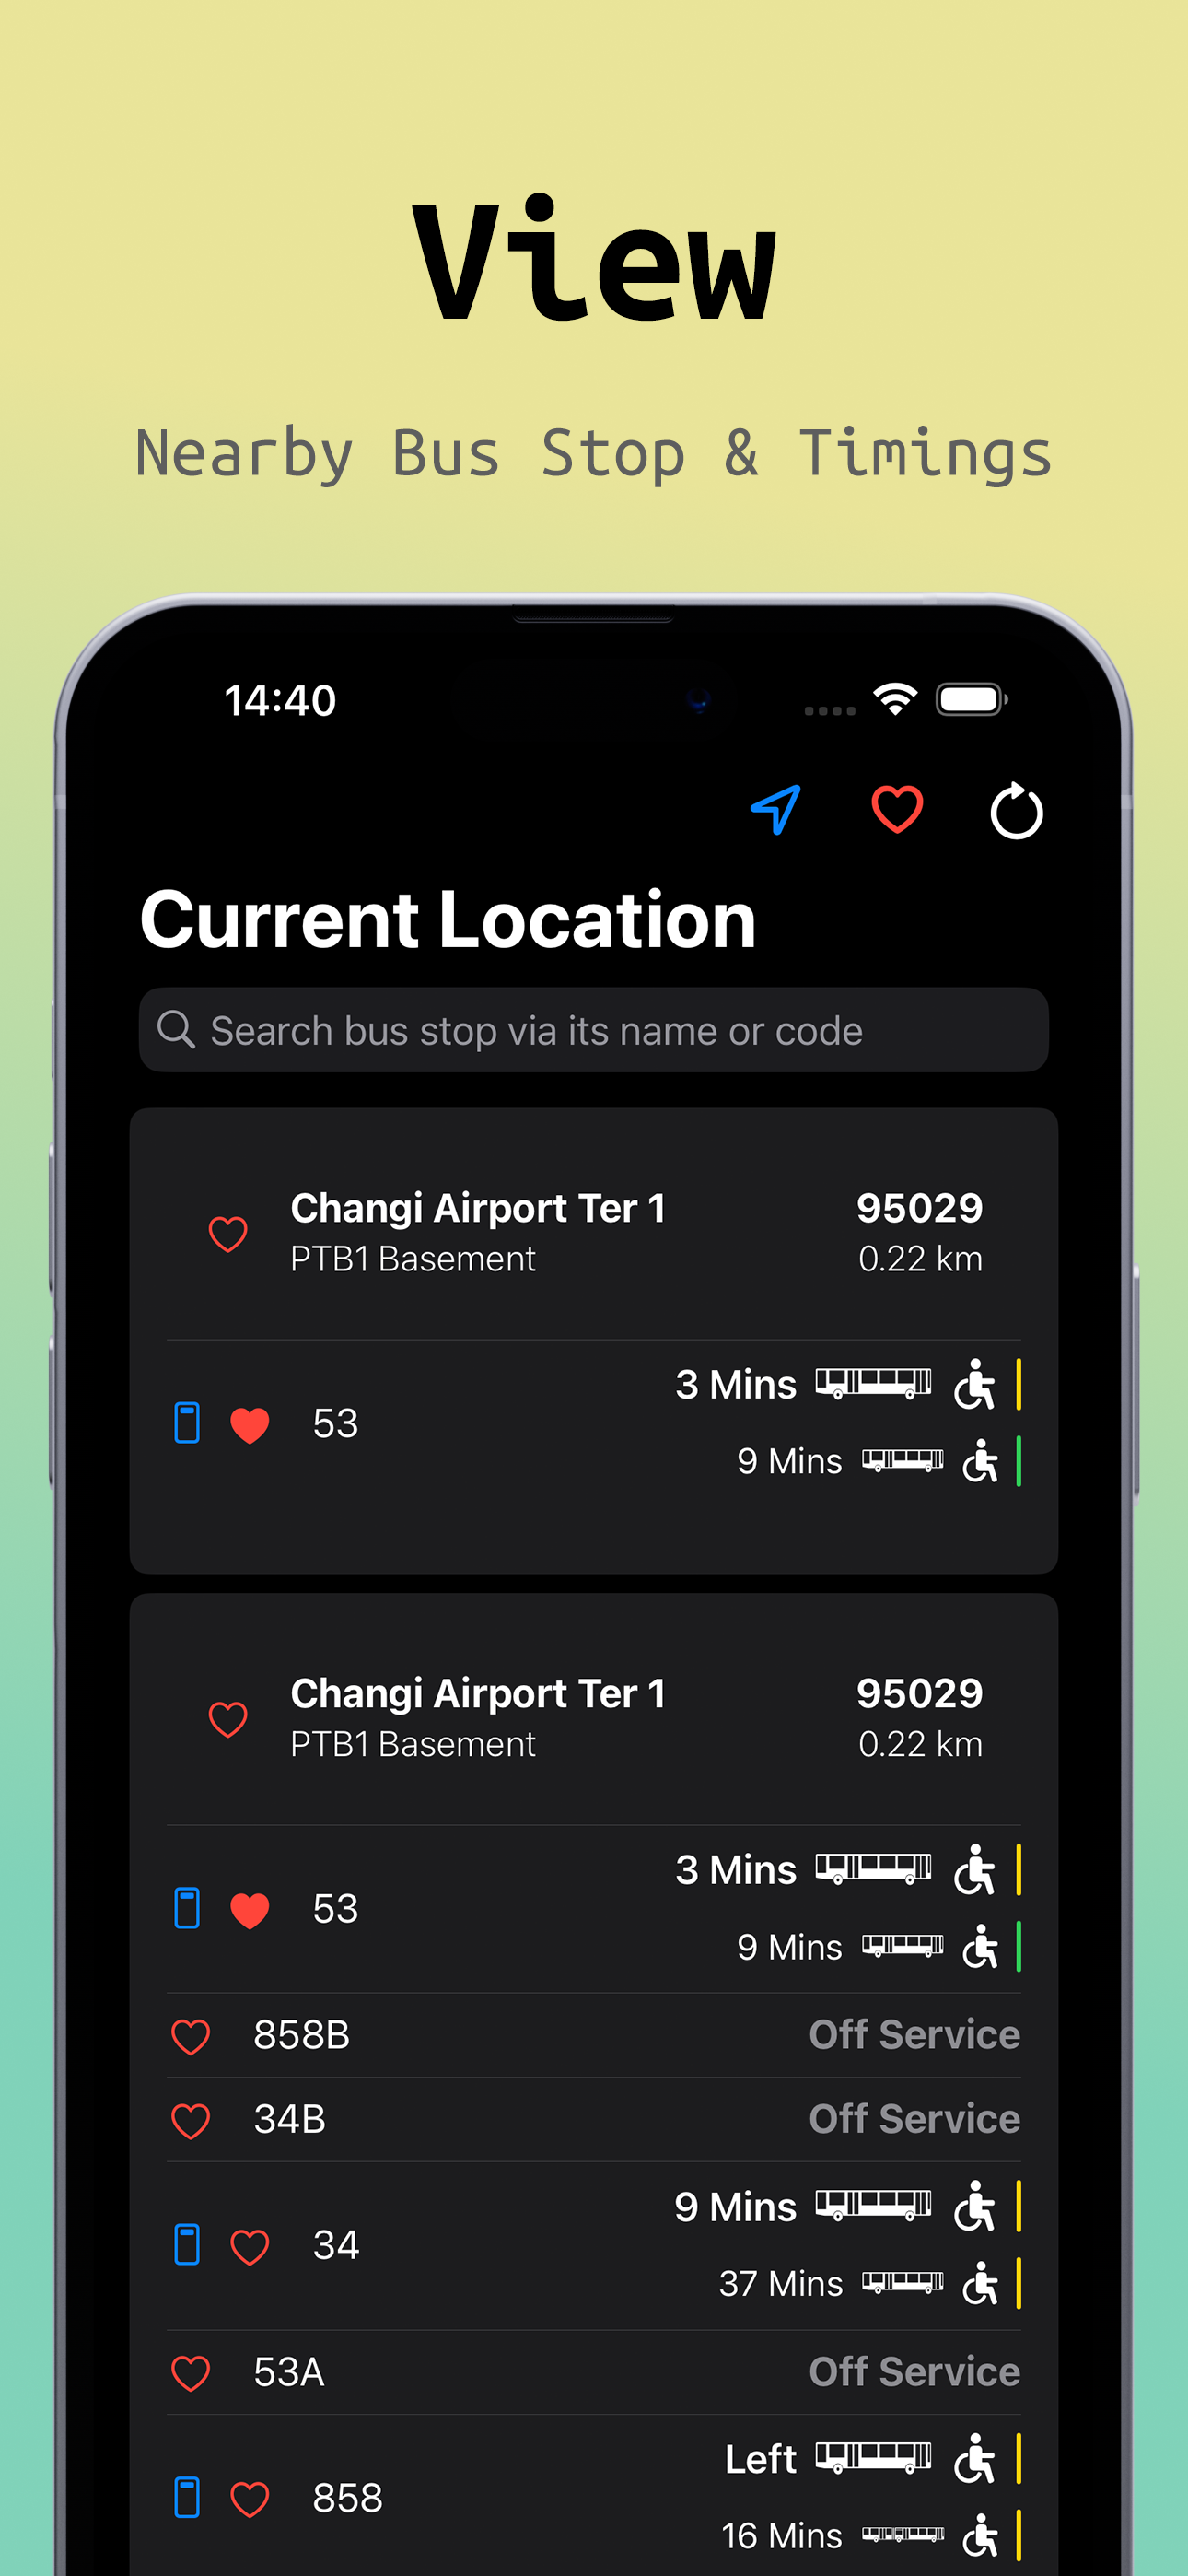 View
Nearby Bus Stop & Timings
14:40
Current Location
Search bus stop via its name or code
Changi Airport Ter 1 95029
PTB1 Basement 0.22 km
3 Mins
53
9 Mins
Changi Airport Ter 1 95029
PTB1 Basement 0.22 km
3 Mins
53
9 Mins
858B Off Service
34B Off Service
9 Mins
34
37 Mins
53A Off Service
Left
858
16 Mins